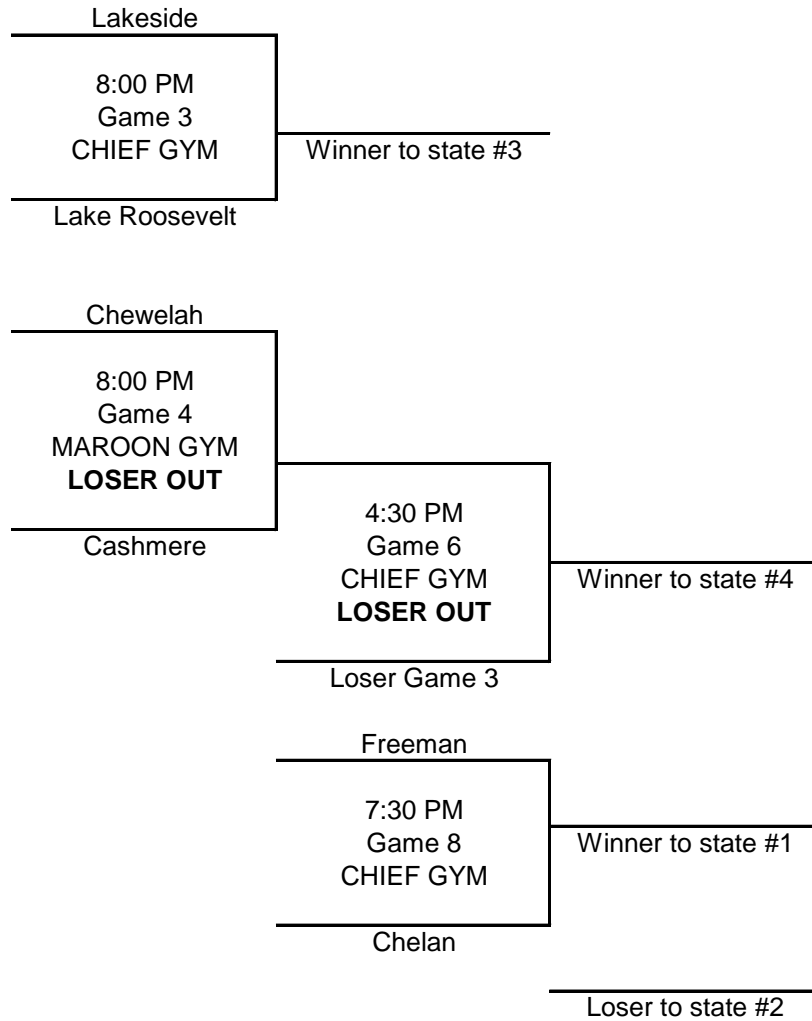 Lakeside
8:00 PM
Game 3
CHIEF GYM
Winner to state #3
Lake Roosevelt
Chewelah
8:00 PM
Game 4
MAROON GYM
LOSER OUT
Cashmere
4:30 PM
Game 6
CHIEF GYM
LOSER OUT
Winner to state #4
Loser Game 3
Freeman
7:30 PM
Game 8
CHIEF GYM
Winner to state #1
Chelan
Loser to state #2